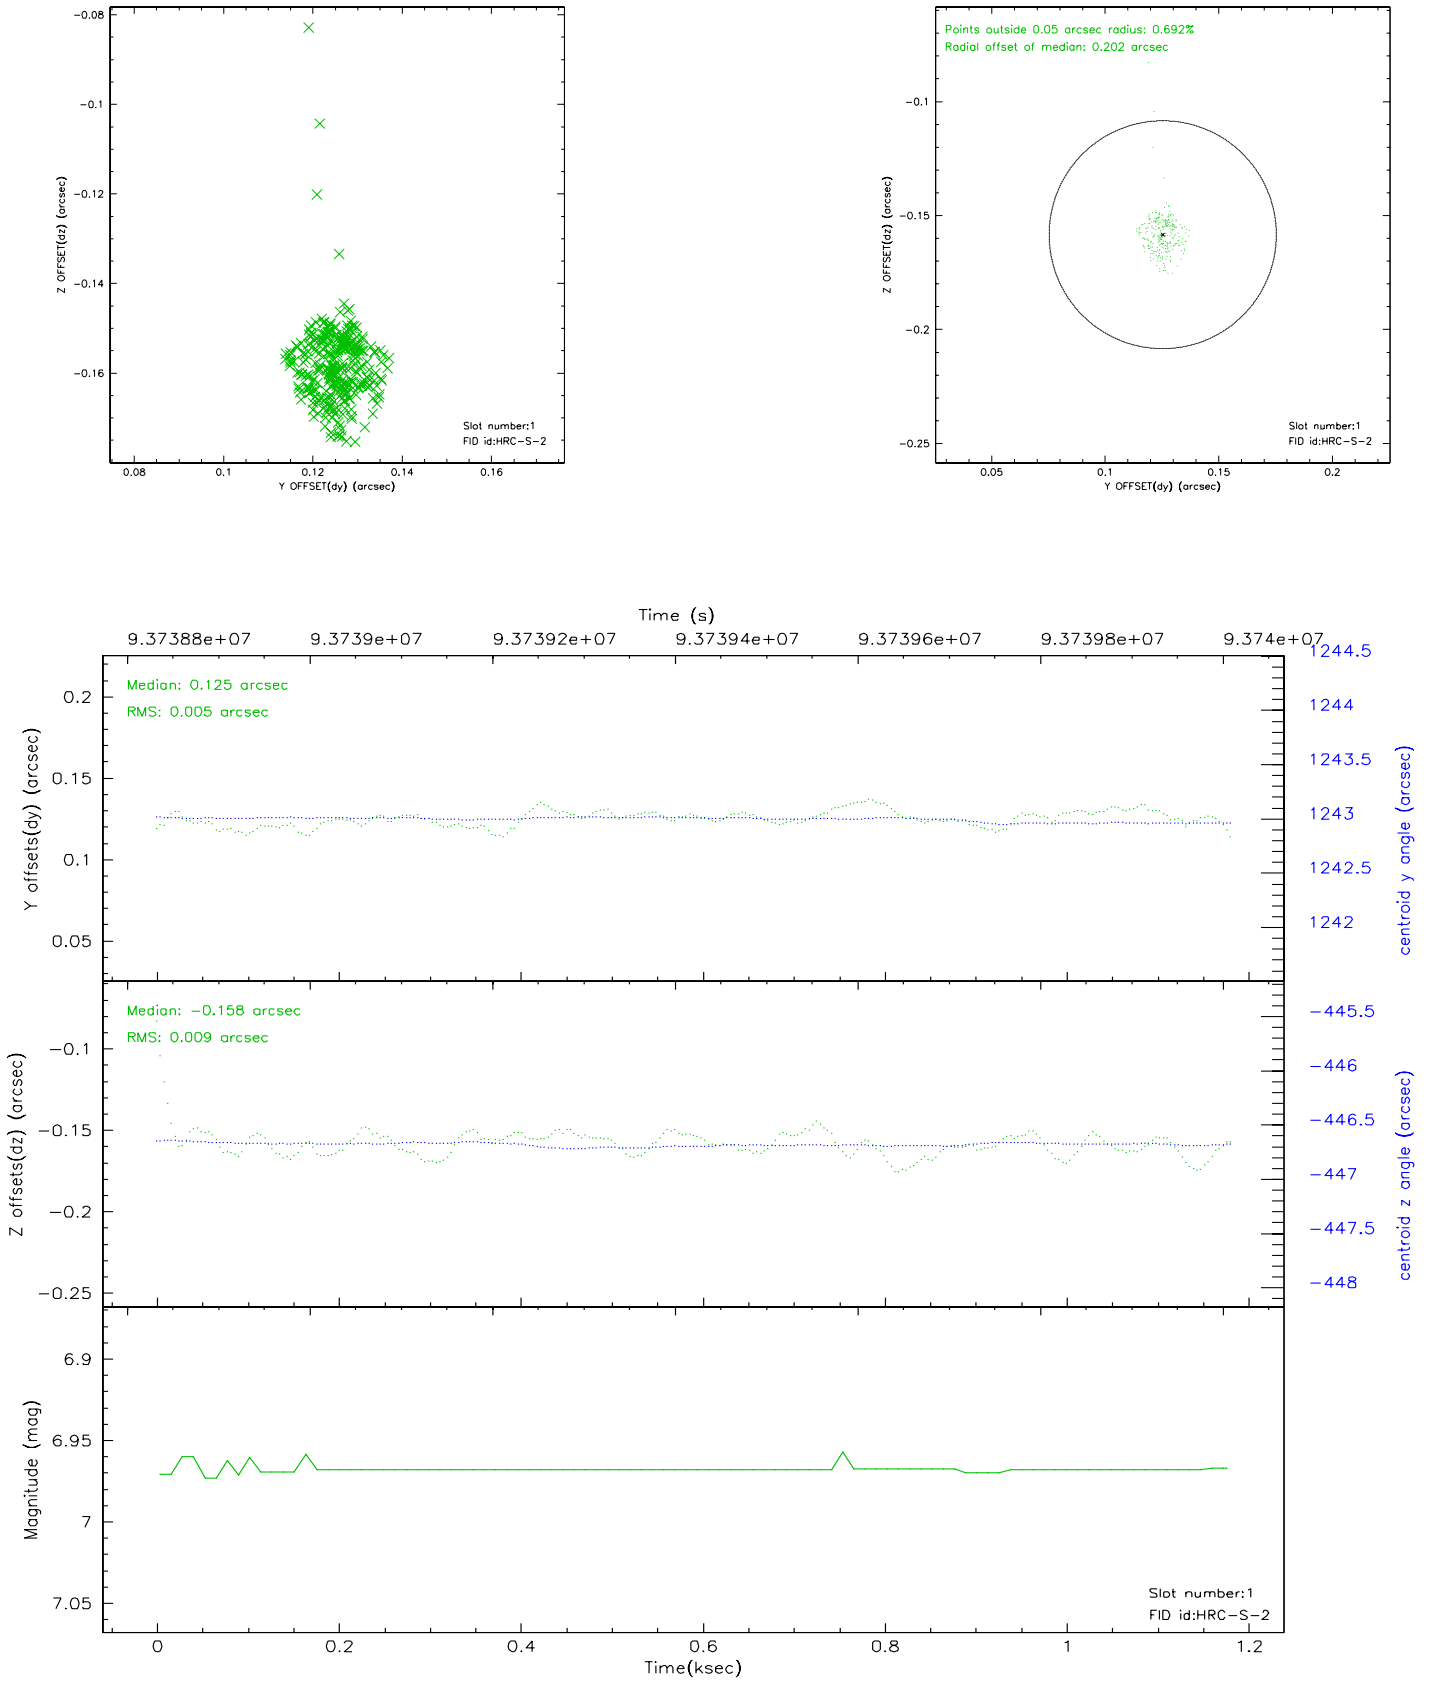 −0.08
−0.1
−0.12
−0.14
−0.16
Z OFFSET(dz) (arcsec)
0.08 0.1 0.12 0.14 0.16
Y OFFSET(dy) (arcsec)
Slot number:1
FID id:HRC−S−2
Points outside 0.05 arcsec radius: 0.692%
Radial offset of median: 0.202 arcsec
−0.1
−0.15
−0.2
−0.25
Z OFFSET(dz) (arcsec)
0.05 0.1 0.15 0.2
Y OFFSET(dy) (arcsec)
Slot number:1
FID id:HRC−S−2
Time (s)
9.37388e+07 9.3739e+07 9.37392e+07 9.37394e+07 9.37396e+07 9.37398e+07 9.374e+07
Median: 0.125 arcsec
RMS: 0.005 arcsec
0.2
0.15
0.1
0.05
Y offsets(dy) (arcsec)
1244.5
1244
1243.5
1243
1242.5
1242
centroid y angle (arcsec)
Median: −0.158 arcsec
RMS: 0.009 arcsec
−0.1
−0.15
−0.2
−0.25
Z offsets(dz) (arcsec)
−445.5
−446
−446.5
−447
−447.5
−448
centroid z angle (arcsec)
6.9
6.95
7
7.05
Magnitude (mag)
Slot number:1
FID id:HRC−S−2
0 0.2 0.4 0.6 0.8 1 1.2
Time(ksec)